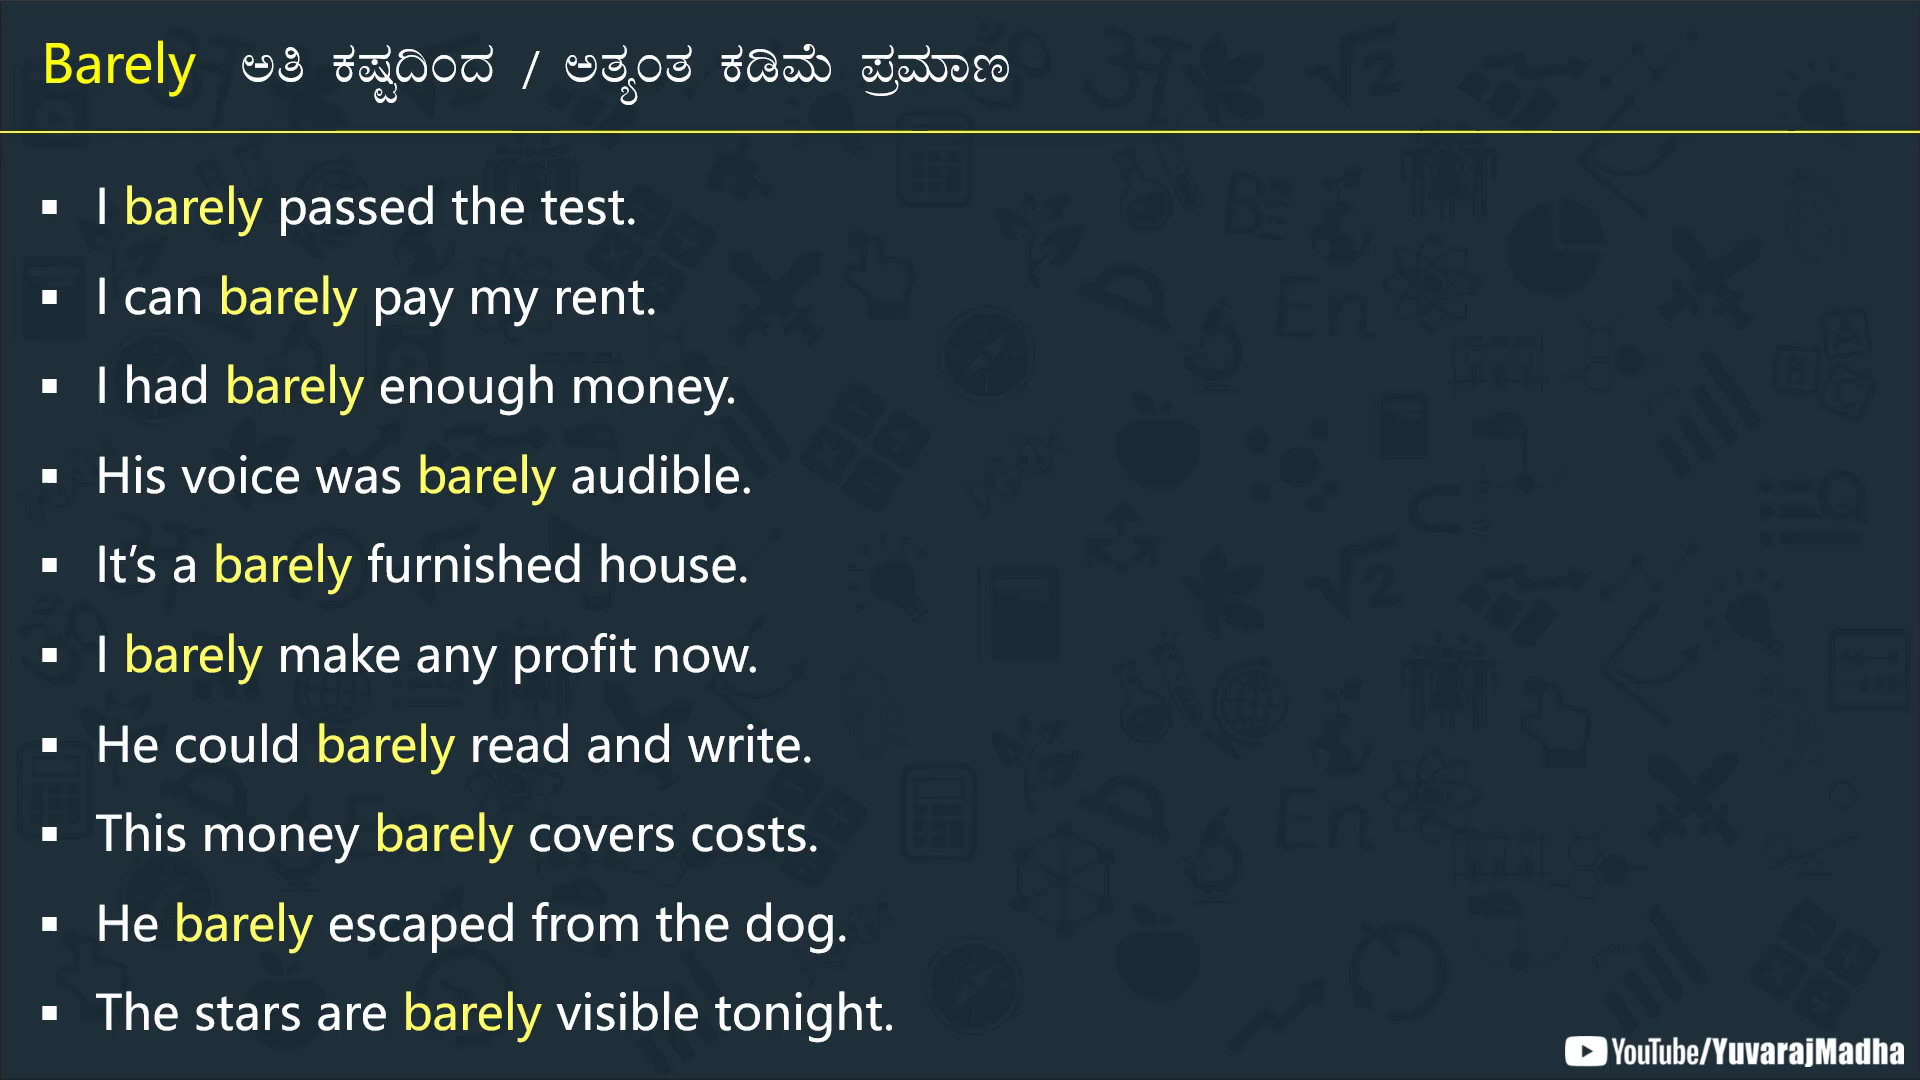 Barely ಅತಿ ಕಷ್ಟದಿಂದ / ಅತ್ಯಂತ ಕಡಿಮೆ ಪ್ರಮಾಣ
▪ I barely passed the test.
▪ I can barely pay my rent.
▪ I had barely enough money.
▪ His voice was barely audible.
▪ It’s a barely furnished house.
▪ I barely make any profit now.
▪ He could barely read and write.
▪ This money barely covers costs.
▪ He barely escaped from the dog.
▪ The stars are barely visible tonight.
YouTube/YuvarajMadha